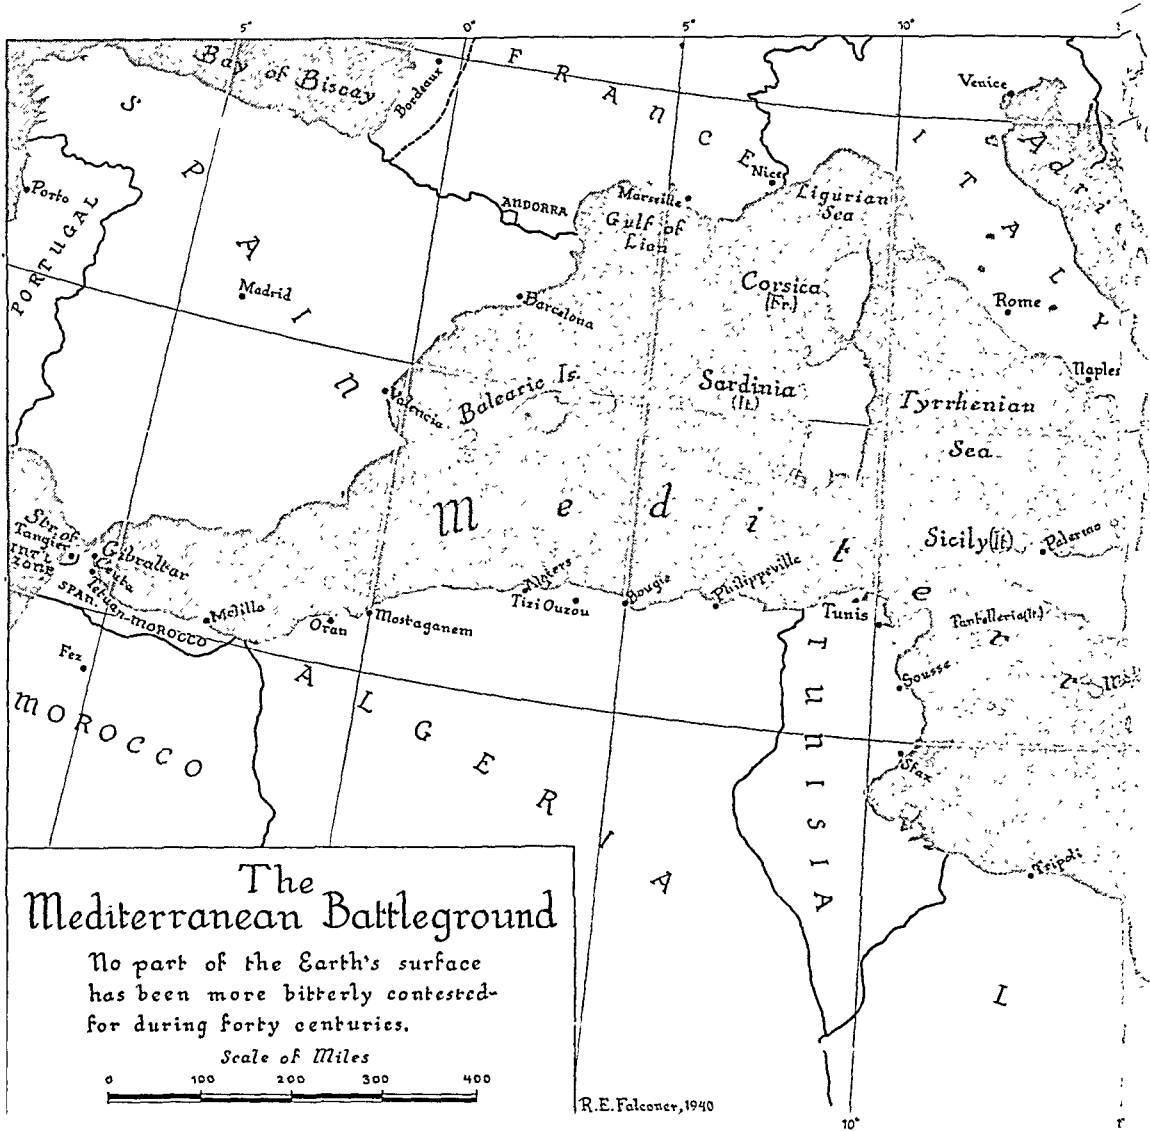 5° 0° 5° 10°
Bay of Biscay
Bordeaux
FRANCE
Venice
Adri
SPAIN
Porto
PORTUGAL
Madrid
ANDORRA
Marseille
Nice
Gulf of
Lion
Ligurian
Sea
ITALY
Corsica
(Fr.)
Rome
Barcelona
Naples
Valencia
Balearic Is.
Sardinia
(It.)
Tyrrhenian
Sea
Medite
Str. of
Tangier
INT'L
ZONE
Gibraltar
Ceuta
Tetuan
SPAN. MOROCCO
Melilla
Oran
Mostaganem
Algiers
Tizi Ouzou
Bougie
Philippeville
Tunis
Sicily (It.)
Palermo
Pantelleria (It.)
Sousse
Sfax
Tripoli
Fez
MOROCCO
ALGERIA
TUNISIA
L
The
Mediterranean Battleground
No part of the Earth's surface
has been more bitterly contested-
for during forty centuries.
Scale of Miles
0 100 200 300 400
R.E. Falconer, 1940
10°